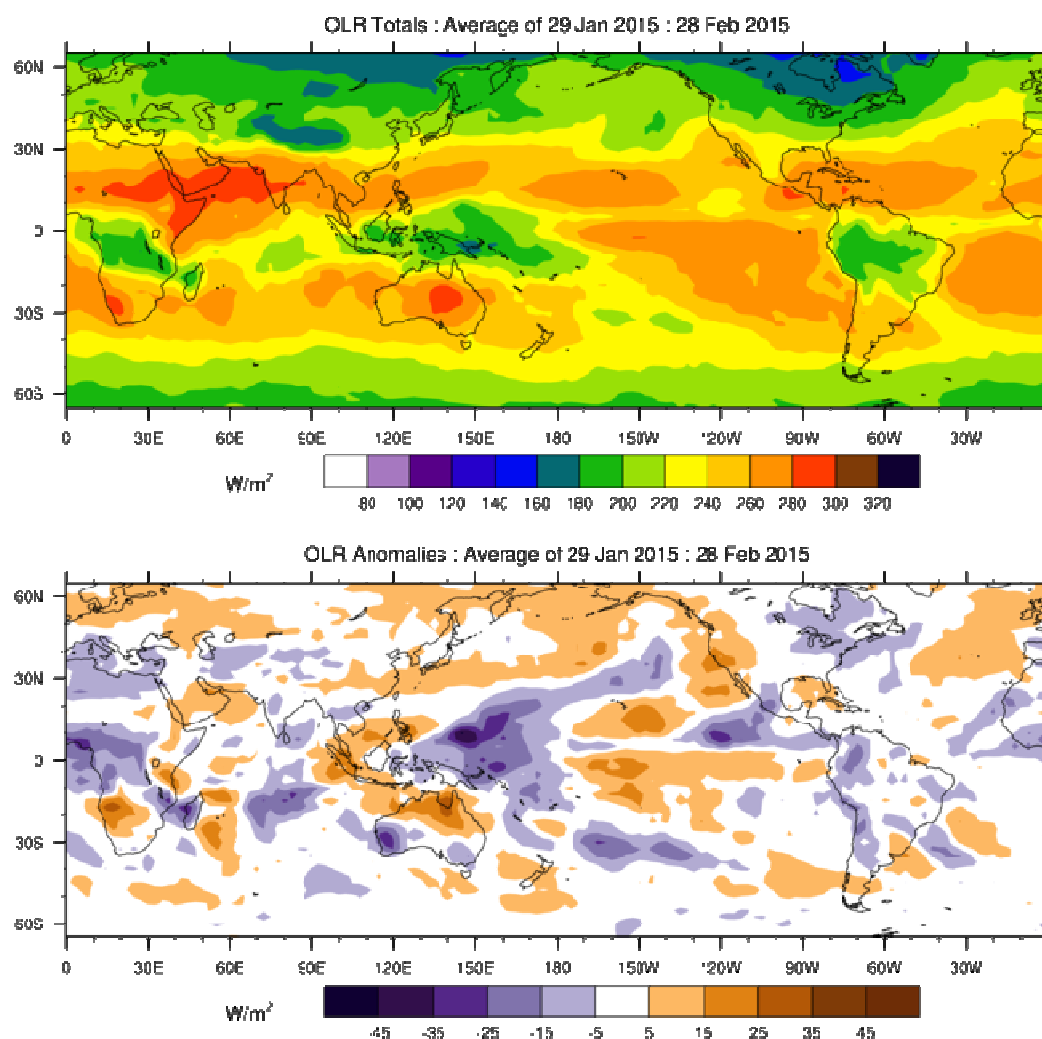 OLR Totals : Average of 29 Jan 2015 : 28 Feb 2015
60N
30N
0
30S
60S
0 30E 60E 90E 120E 150E 180 150W 120W 90W 60W 30W
W/m²
80 100 120 140 160 180 200 220 240 260 280 300 320
OLR Anomalies : Average of 29 Jan 2015 : 28 Feb 2015
60N
30N
0
30S
60S
0 30E 60E 90E 120E 150E 180 150W 120W 90W 60W 30W
W/m²
-45 -35 -25 -15 -5 5 15 25 35 45